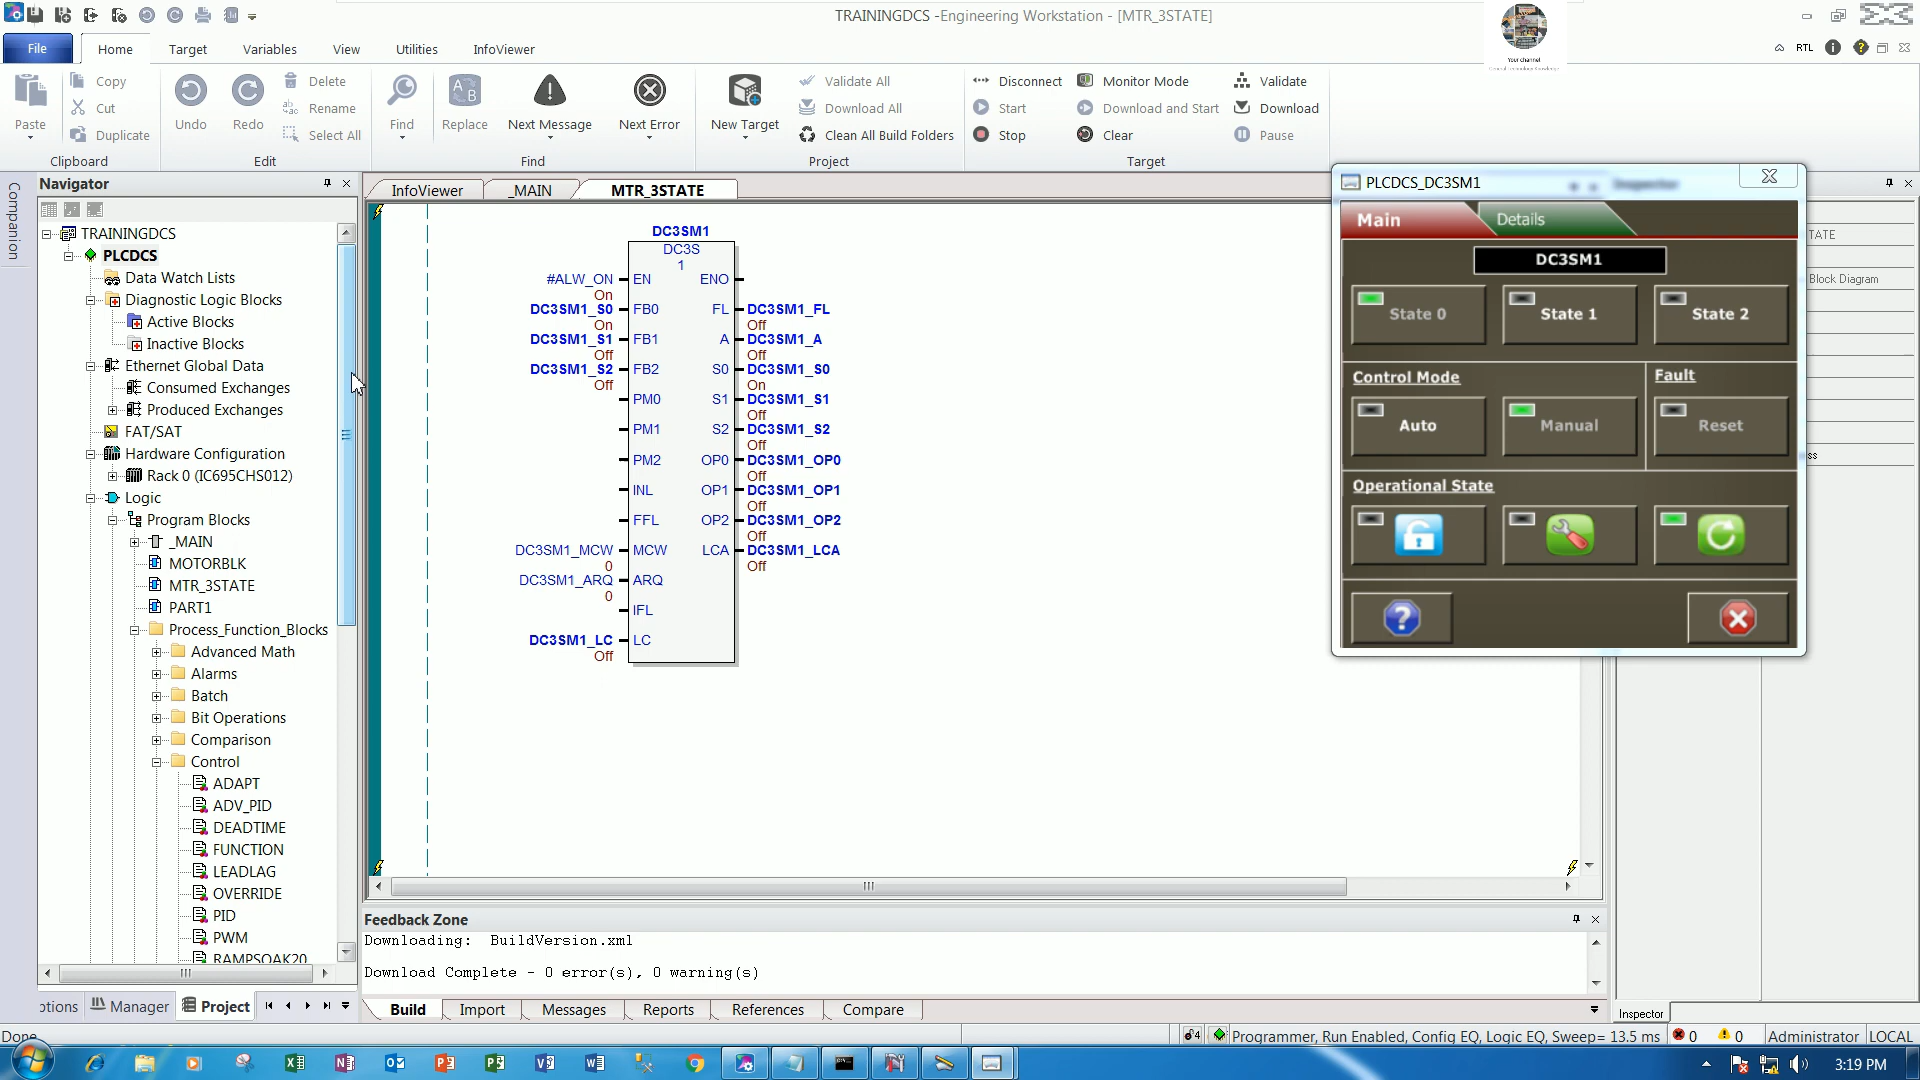 TRAININGDCS -Engineering Workstation - [MTR_3STATE]
Your channel
File
Home
Target
Variables
View
Utilities
InfoViewer
RTL
Paste
Copy
Cut
Duplicate
Clipboard
Undo
Redo
Delete
Rename
Select All
Edit
Find
Replace
Next Message
Next Error
Find
New Target
Validate All
Download All
Clean All Build Folders
Project
Disconnect
Start
Stop
Monitor Mode
Download and Start
Clear
Validate
Download
Pause
Target
Companion
Navigator
TRAININGDCS
PLCDCS
Data Watch Lists
Diagnostic Logic Blocks
Active Blocks
Inactive Blocks
Ethernet Global Data
Consumed Exchanges
Produced Exchanges
FAT/SAT
Hardware Configuration
Rack 0 (IC695CHS012)
Logic
Program Blocks
_MAIN
MOTORBLK
MTR_3STATE
PART1
Process_Function_Blocks
Advanced Math
Alarms
Batch
Bit Operations
Comparison
Control
ADAPT
ADV_PID
DEADTIME
FUNCTION
LEADLAG
OVERRIDE
PID
PWM
RAMPSOAK20
otions
Manager
Project
InfoViewer
_MAIN
MTR_3STATE
DC3SM1
DC3S
1
#ALW_ON EN ENO
On
DC3SM1_S0 FB0 FL DC3SM1_FL
On Off
DC3SM1_S1 FB1 A DC3SM1_A
Off Off
DC3SM1_S2 FB2 S0 DC3SM1_S0
Off On
PM0 S1 DC3SM1_S1
Off
PM1 S2 DC3SM1_S2
Off
PM2 OP0 DC3SM1_OP0
Off
INL OP1 DC3SM1_OP1
Off
FFL OP2 DC3SM1_OP2
Off
DC3SM1_MCW MCW LCA DC3SM1_LCA
0 Off
DC3SM1_ARQ ARQ
0
IFL
DC3SM1_LC LC
Off
PLCDCS_DC3SM1
Inspector
Main
Details
DC3SM1
State 0
State 1
State 2
Control Mode
Fault
Auto
Manual
Reset
Operational State
TATE
Block Diagram
ss
Feedback Zone
Downloading: BuildVersion.xml
Download Complete - 0 error(s), 0 warning(s)
Build
Import
Messages
Reports
References
Compare
Inspector
Done
4
Programmer, Run Enabled, Config EQ, Logic EQ, Sweep= 13.5 ms
0
0
Administrator
LOCAL
3:19 PM